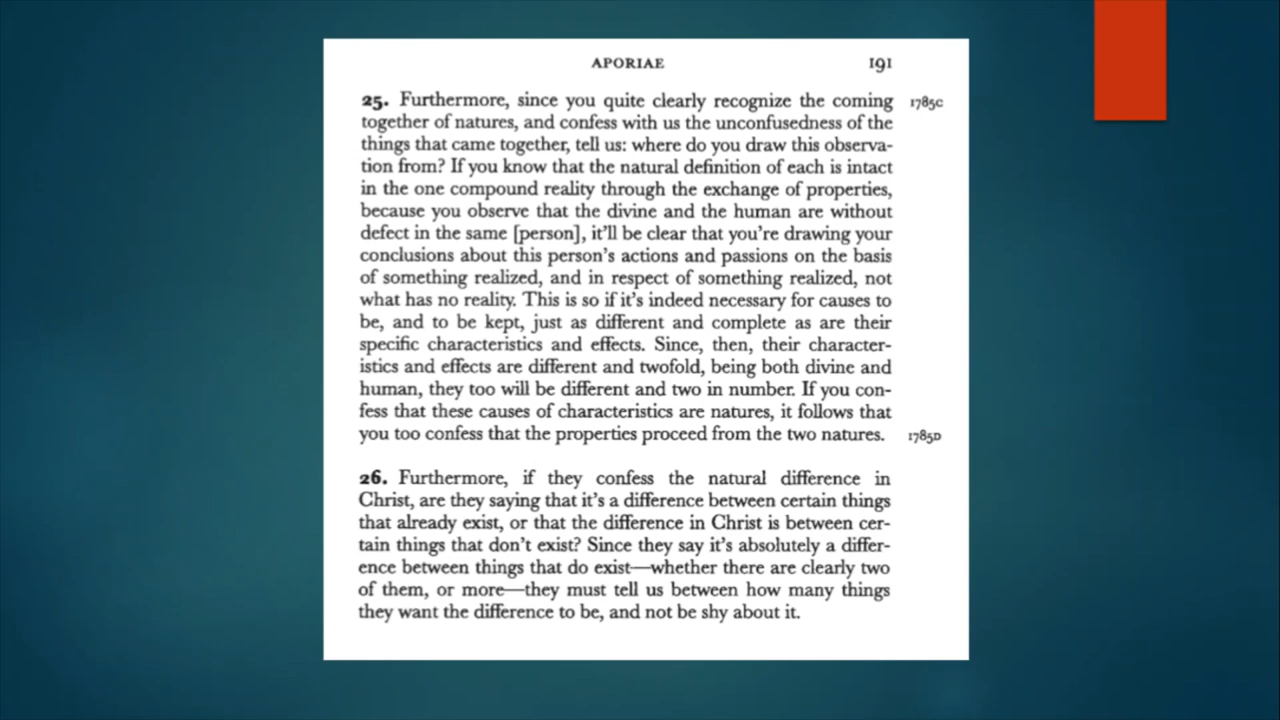 APORIAE 191
25. Furthermore, since you quite clearly recognize the coming 1785C
together of natures, and confess with us the unconfusedness of the
things that came together, tell us: where do you draw this observa-
tion from? If you know that the natural definition of each is intact
in the one compound reality through the exchange of properties,
because you observe that the divine and the human are without
defect in the same [person], it'll be clear that you're drawing your
conclusions about this person's actions and passions on the basis
of something realized, and in respect of something realized, not
what has no reality. This is so if it's indeed necessary for causes to
be, and to be kept, just as different and complete as are their
specific characteristics and effects. Since, then, their character-
istics and effects are different and twofold, being both divine and
human, they too will be different and two in number. If you con-
fess that these causes of characteristics are natures, it follows that
you too confess that the properties proceed from the two natures. 1785D
26. Furthermore, if they confess the natural difference in
Christ, are they saying that it's a difference between certain things
that already exist, or that the difference in Christ is between cer-
tain things that don't exist? Since they say it's absolutely a differ-
ence between things that do exist—whether there are clearly two
of them, or more—they must tell us between how many things
they want the difference to be, and not be shy about it.